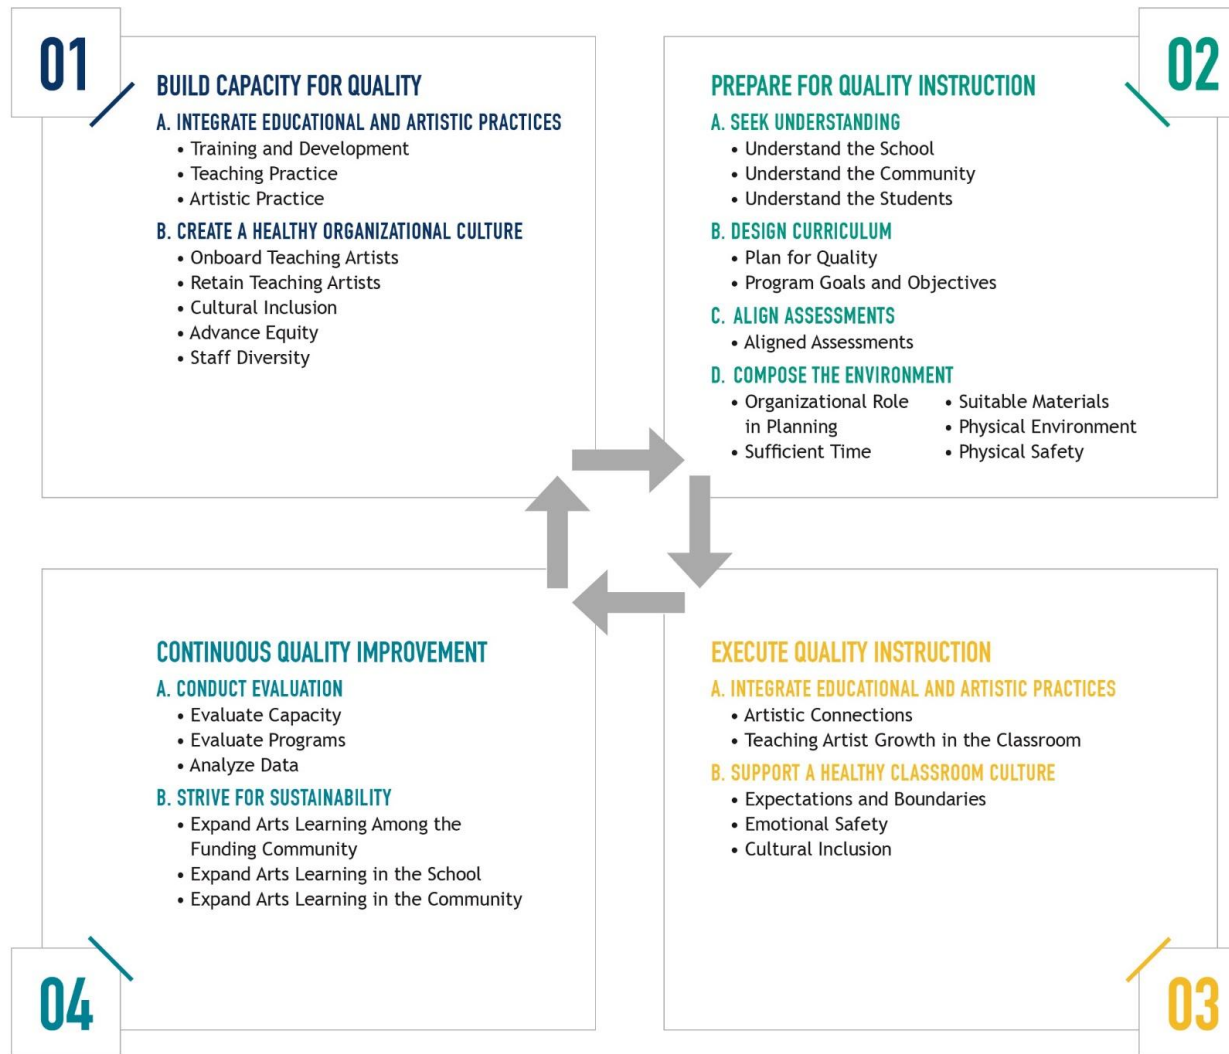 01
BUILD CAPACITY FOR QUALITY
A. INTEGRATE EDUCATIONAL AND ARTISTIC PRACTICES
• Training and Development
• Teaching Practice
• Artistic Practice
B. CREATE A HEALTHY ORGANIZATIONAL CULTURE
• Onboard Teaching Artists
• Retain Teaching Artists
• Cultural Inclusion
• Advance Equity
• Staff Diversity
02
PREPARE FOR QUALITY INSTRUCTION
A. SEEK UNDERSTANDING
• Understand the School
• Understand the Community
• Understand the Students
B. DESIGN CURRICULUM
• Plan for Quality
• Program Goals and Objectives
C. ALIGN ASSESSMENTS
• Aligned Assessments
D. COMPOSE THE ENVIRONMENT
• Organizational Role
in Planning
• Sufficient Time
• Suitable Materials
• Physical Environment
• Physical Safety
EXECUTE QUALITY INSTRUCTION
A. INTEGRATE EDUCATIONAL AND ARTISTIC PRACTICES
• Artistic Connections
• Teaching Artist Growth in the Classroom
B. SUPPORT A HEALTHY CLASSROOM CULTURE
• Expectations and Boundaries
• Emotional Safety
• Cultural Inclusion
03
CONTINUOUS QUALITY IMPROVEMENT
A. CONDUCT EVALUATION
• Evaluate Capacity
• Evaluate Programs
• Analyze Data
B. STRIVE FOR SUSTAINABILITY
• Expand Arts Learning Among the
Funding Community
• Expand Arts Learning in the School
• Expand Arts Learning in the Community
04